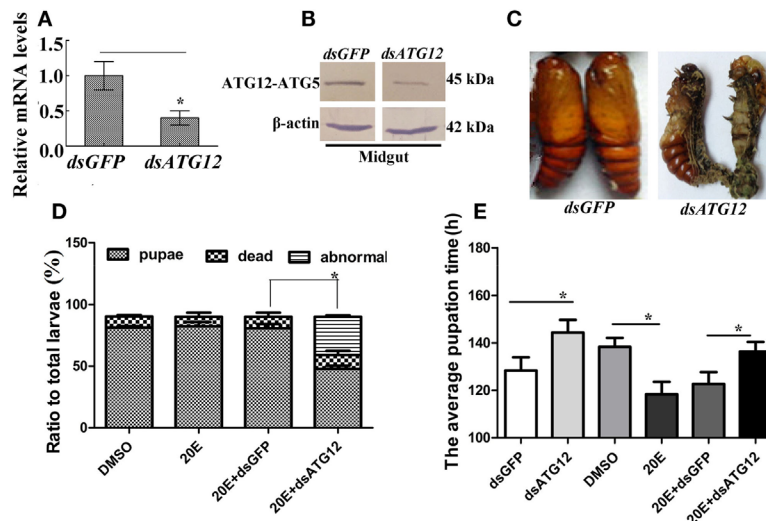 A
Relative mRNA levels
1.5
1.0
0.5
0.0
*
dsGFP dsATG12
B
dsGFP dsATG12
ATG12-ATG5 45 kDa
β-actin 42 kDa
Midgut
C
dsGFP dsATG12
D
Ratio to total larvae (%)
150
100
50
0
pupae dead abnormal
*
DMSO
20E
20E+dsGFP
20E+dsATG12
E
The average pupation time (h)
180
160
140
120
100
* * *
dsGFP
dsATG12
DMSO
20E
20E+dsGFP
20E+dsATG12